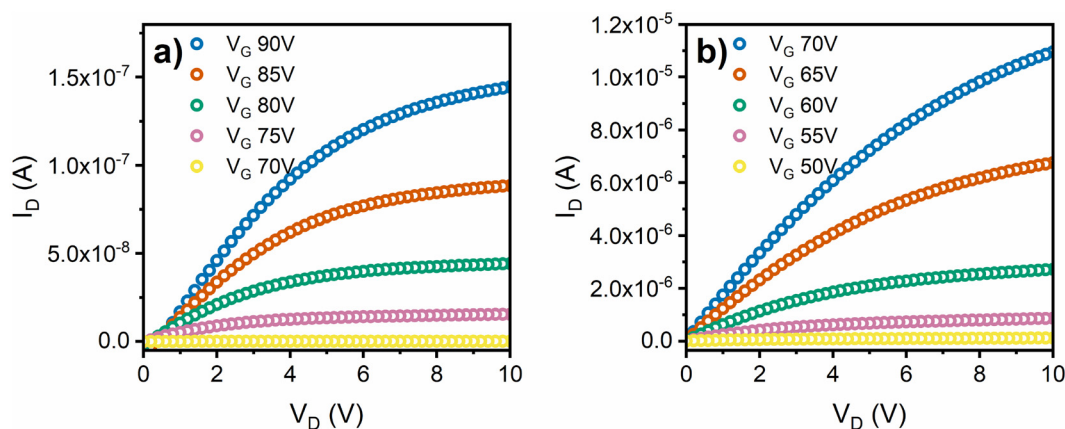 a)
V_G 90V
V_G 85V
V_G 80V
V_G 75V
V_G 70V
1.5x10⁻⁷
1.0x10⁻⁷
5.0x10⁻⁸
0.0
I_D (A)
0 2 4 6 8 10
V_D (V)
b)
V_G 70V
V_G 65V
V_G 60V
V_G 55V
V_G 50V
1.2x10⁻⁵
1.0x10⁻⁵
8.0x10⁻⁶
6.0x10⁻⁶
4.0x10⁻⁶
2.0x10⁻⁶
0.0
I_D (A)
0 2 4 6 8 10
V_D (V)